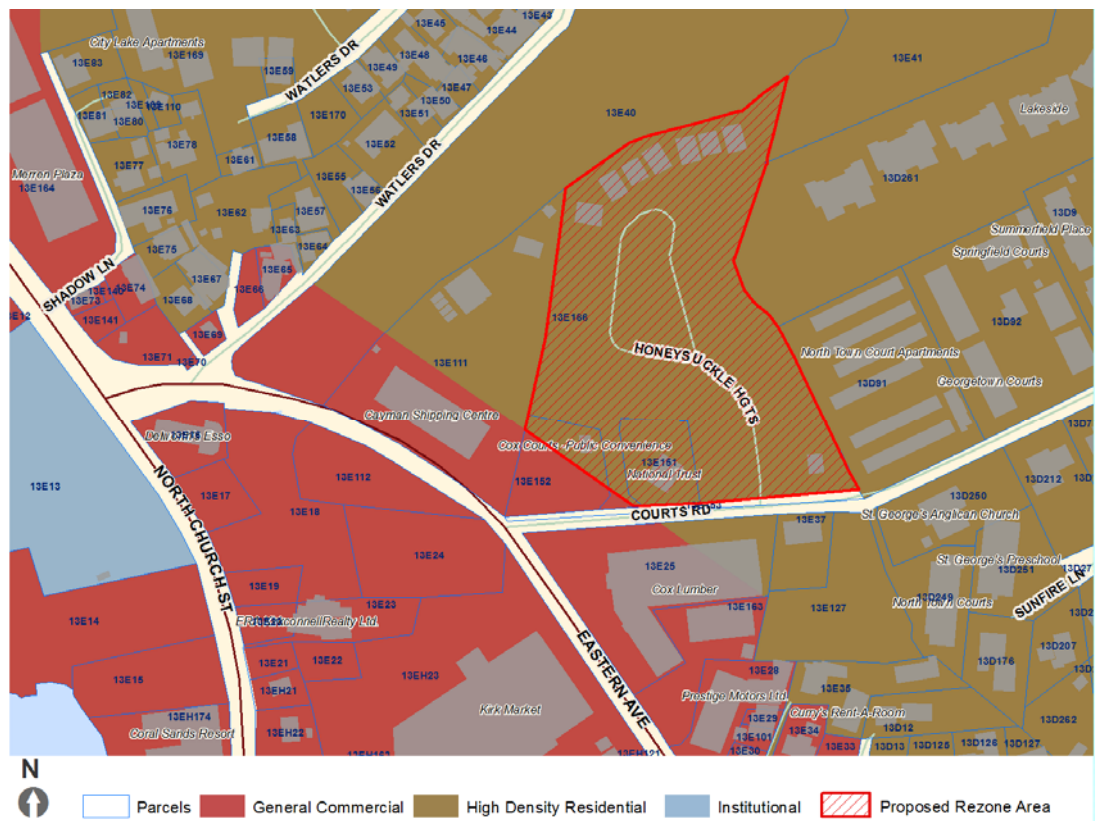 City Lake Apartments
13E83
13E169
13E59
WATLERS DR
13E45
13E44
13E43
13E48
13E46
13E49
13E53
13E47
13E50
13E51
13E82
13E110
13E81
13E80
13E170
13E78
13E58
13E52
13E77
13E61
13E55
13E56
WATLERS DR
13E40
13E41
Lakeside
Merren Plaza
13E164
13E76
13E62
13E57
13E63
13E64
13E75
13E65
13E67
13E66
13E74
13E73
SHADOW LN
13E68
13E141
13E69
13E71
13E70
13D261
13D9
Summerfield Place
Springfield Courts
13D92
13E166
13E111
HONEYSUCKLE HGTS
North Town Court Apartments
13D91
Georgetown Courts
Cayman Shipping Centre
Cox Courts -Public Convenience
13E151
National Trust
13E152
COURTS RD
13E13
NORTH CHURCH ST
13E17
13E112
13E18
13E24
13E37
13D250
St. George's Anglican Church
13D212
St. George's Preschool
13D251
13D249
North Town Courts
SUNFIRE LN
13E25
Cox Lumber
13E163
13E127
13E19
13E23
13E14
13E21
13E22
13E15
13EH21
13EH23
13EH174
Coral Sands Resort
13EH22
Kirk Market
EASTERN AVE
13E28
Prestige Motors Ltd.
13E29
13E101
13E30
13E35
Curry's Rent-A-Room
13E34
13E33
13D12
13D13
13D125
13D126
13D127
13D176
13D207
13D262
13EH121
N
Parcels
General Commercial
High Density Residential
Institutional
Proposed Rezone Area